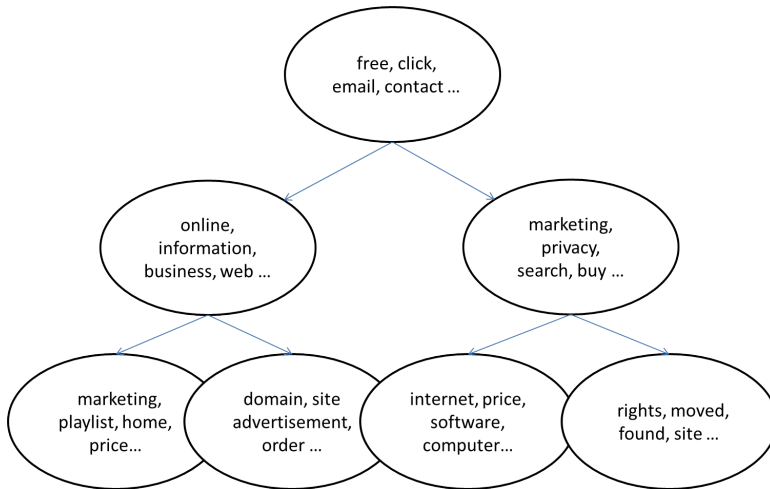 free, click,
email, contact ...
online,
information,
business, web ...
marketing,
privacy,
search, buy ...
marketing,
playlist, home,
price...
domain, site
advertisement,
order ...
internet, price,
software,
computer...
rights, moved,
found, site ...